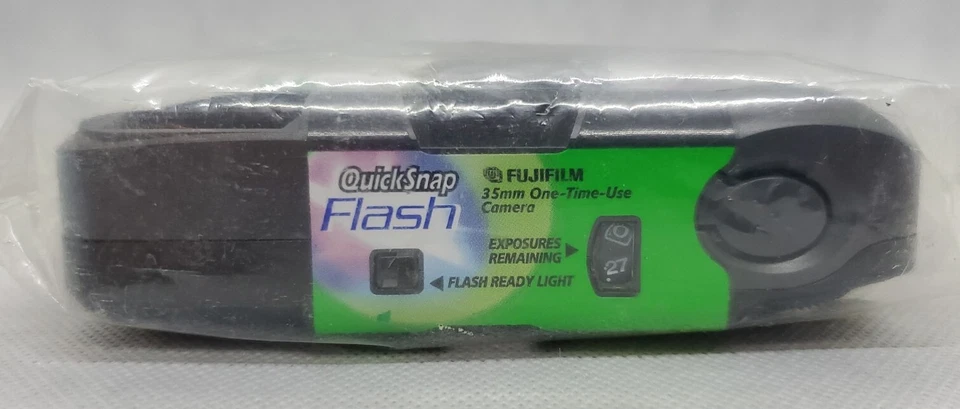 QuickSnap
Flash
FUJIFILM
35mm One-Time-Use
Camera
EXPOSURES
REMAINING
27
FLASH READY LIGHT